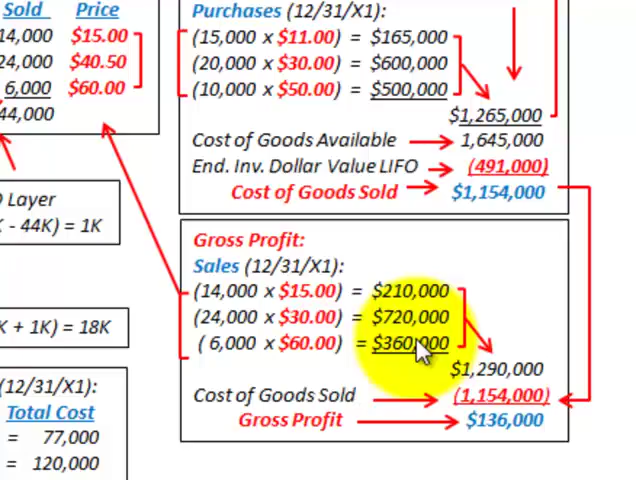 Sold Price
14,000 $15.00
24,000 $40.50
6,000 $60.00
44,000
O Layer
K - 44K) = 1K
K + 1K) = 18K
(12/31/X1):
Total Cost
= 77,000
= 120,000
Purchases (12/31/X1):
(15,000 x $11.00) = $165,000
(20,000 x $30.00) = $600,000
(10,000 x $50.00) = $500,000
$1,265,000
Cost of Goods Available 1,645,000
End. Inv. Dollar Value LIFO (491,000)
Cost of Goods Sold $1,154,000
Gross Profit:
Sales (12/31/X1):
(14,000 x $15.00) = $210,000
(24,000 x $30.00) = $720,000
( 6,000 x $60.00) = $360,000
$1,290,000
Cost of Goods Sold (1,154,000)
Gross Profit $136,000